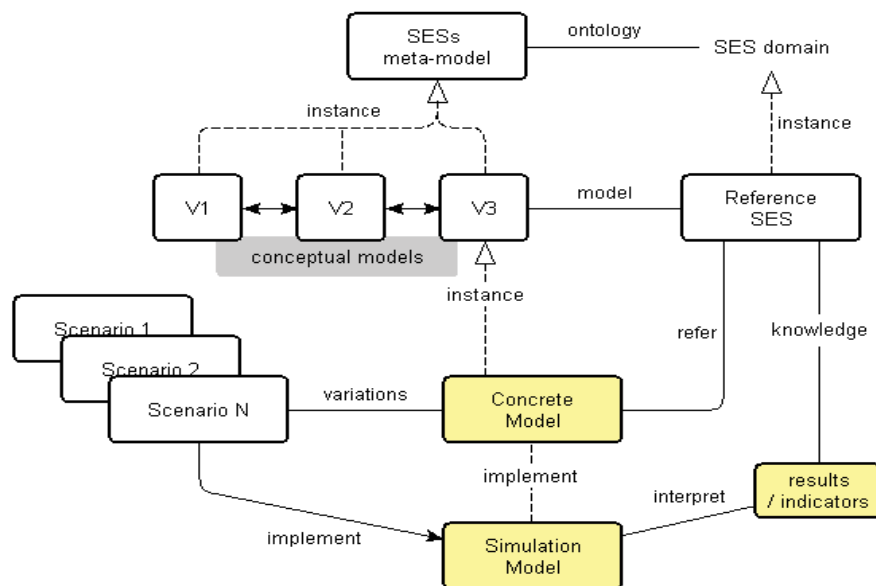 SESs
meta-model
ontology
SES domain
instance
instance
V1
V2
V3
model
Reference
SES
conceptual models
instance
Scenario 1
Scenario 2
Scenario N
refer
knowledge
variations
Concrete
Model
implement
results
/ indicators
interpret
implement
Simulation
Model